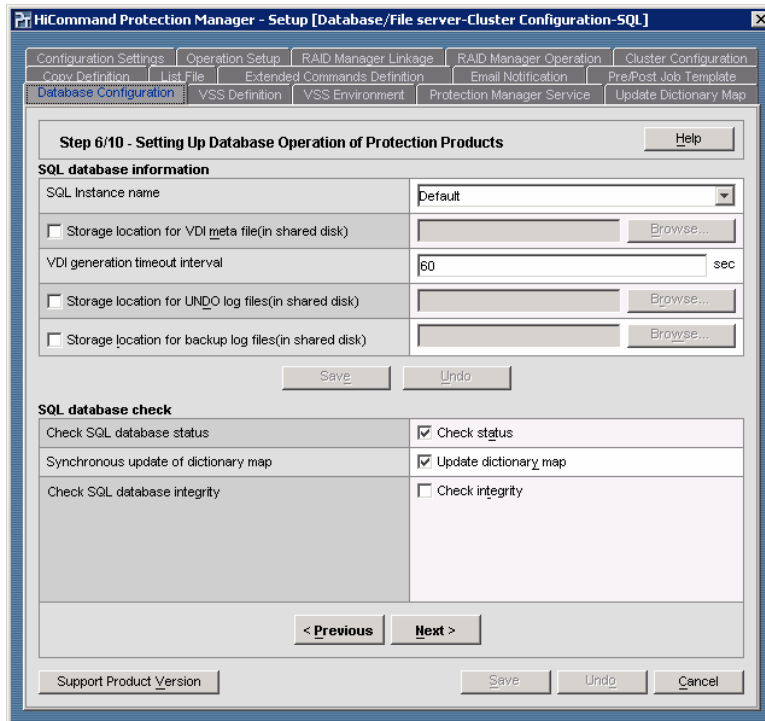 HiCommand Protection Manager - Setup [Database/File server-Cluster Configuration-SQL]
Configuration Settings Operation Setup RAID Manager Linkage RAID Manager Operation Cluster Configuration
Copy Definition List File Extended Commands Definition Email Notification Pre/Post Job Template
Database Configuration VSS Definition VSS Environment Protection Manager Service Update Dictionary Map
Step 6/10 - Setting Up Database Operation of Protection Products Help
SQL database information
SQL Instance name Default
Storage location for VDI meta file(in shared disk) Browse...
VDI generation timeout interval 60 sec
Storage location for UNDO log files(in shared disk) Browse...
Storage location for backup log files(in shared disk) Browse...
Save Undo
SQL database check
Check SQL database status Check status
Synchronous update of dictionary map Update dictionary map
Check SQL database integrity Check integrity
< Previous Next >
Support Product Version Save Undo Cancel